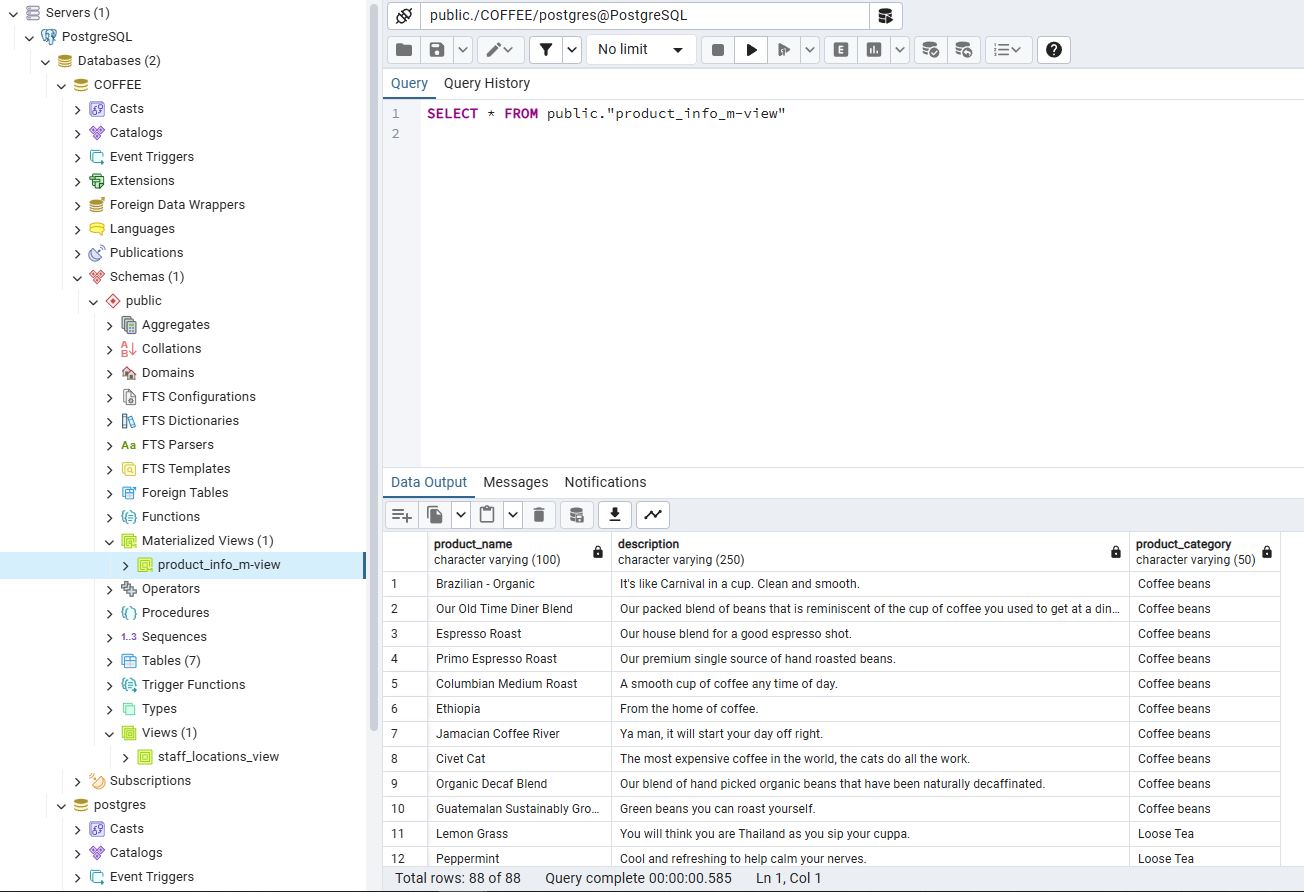 Servers (1)
PostgreSQL
Databases (2)
COFFEE
Casts
Catalogs
Event Triggers
Extensions
Foreign Data Wrappers
Languages
Publications
Schemas (1)
public
Aggregates
Collations
Domains
FTS Configurations
FTS Dictionaries
Aa FTS Parsers
FTS Templates
Foreign Tables
Functions
Materialized Views (1)
product_info_m-view
Operators
Procedures
1..3 Sequences
Tables (7)
Trigger Functions
Types
Views (1)
staff_locations_view
Subscriptions
postgres
Casts
Catalogs
Event Triggers
public./COFFEE/postgres@PostgreSQL
No limit
E
Query Query History
1 SELECT * FROM public."product_info_m-view"
2
Data Output Messages Notifications
product_name description product_category
character varying (100) character varying (250) character varying (50)
1 Brazilian - Organic It's like Carnival in a cup. Clean and smooth. Coffee beans
2 Our Old Time Diner Blend Our packed blend of beans that is reminiscent of the cup of coffee you used to get at a din... Coffee beans
3 Espresso Roast Our house blend for a good espresso shot. Coffee beans
4 Primo Espresso Roast Our premium single source of hand roasted beans. Coffee beans
5 Columbian Medium Roast A smooth cup of coffee any time of day. Coffee beans
6 Ethiopia From the home of coffee. Coffee beans
7 Jamacian Coffee River Ya man, it will start your day off right. Coffee beans
8 Civet Cat The most expensive coffee in the world, the cats do all the work. Coffee beans
9 Organic Decaf Blend Our blend of hand picked organic beans that have been naturally decaffinated. Coffee beans
10 Guatemalan Sustainably Gro... Green beans you can roast yourself. Coffee beans
11 Lemon Grass You will think you are Thailand as you sip your cuppa. Loose Tea
12 Peppermint Cool and refreshing to help calm your nerves. Loose Tea
Total rows: 88 of 88 Query complete 00:00:00.585 Ln 1, Col 1